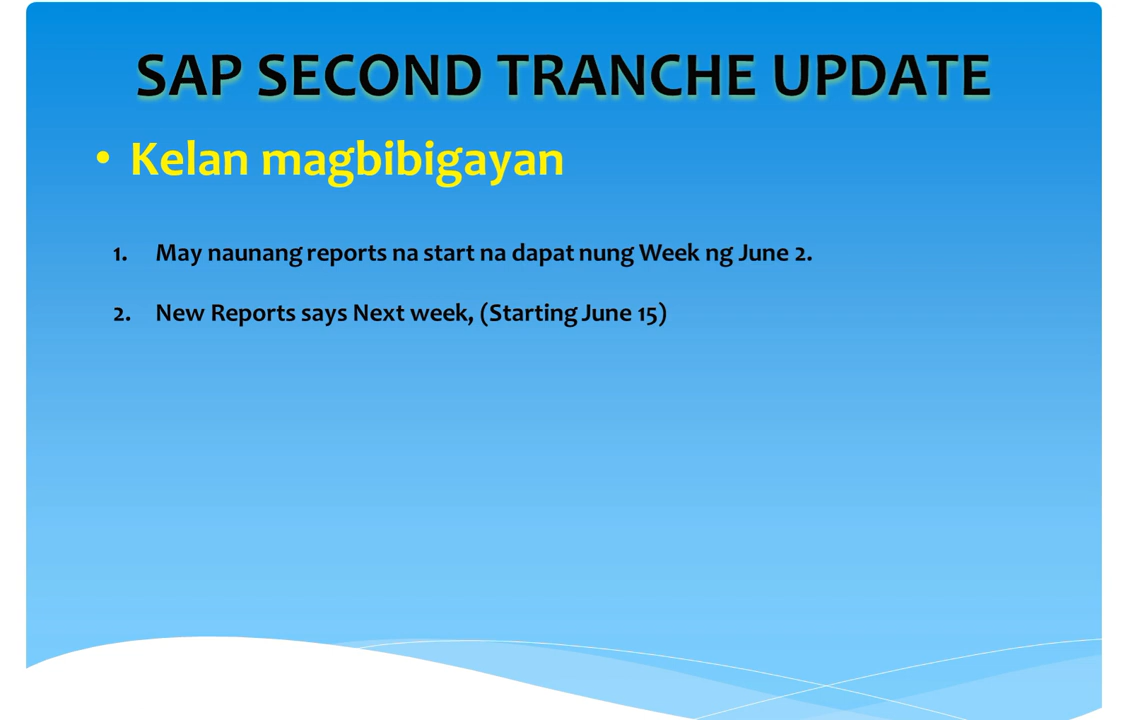 SAP SECOND TRANCHE UPDATE
• Kelan magbibigayan
1. May naunang reports na start na dapat nung Week ng June 2.
2. New Reports says Next week, (Starting June 15)